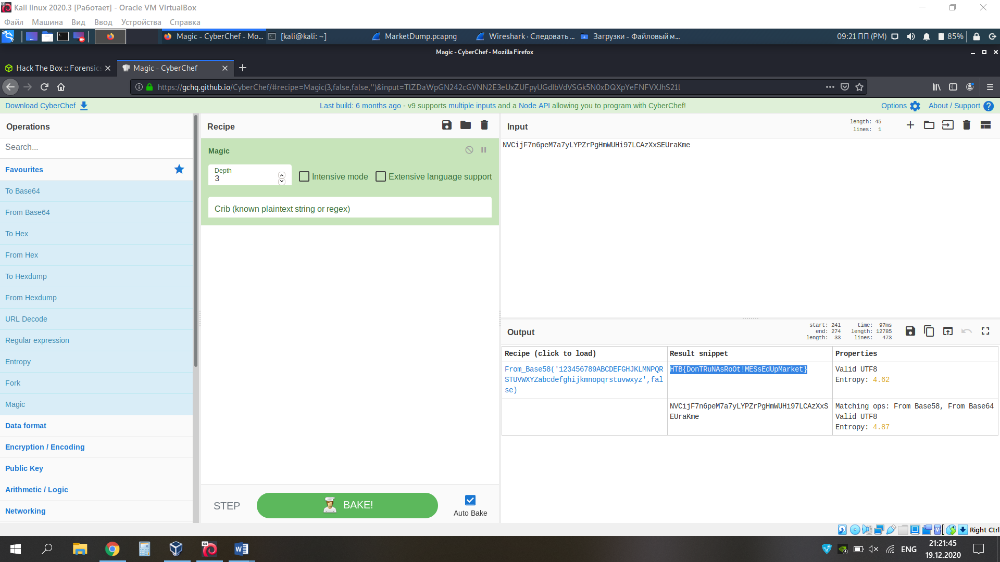 Kali linux 2020.3 [Работает] - Oracle VM VirtualBox
Файл Машина Вид Ввод Устройства Справка
Magic - CyberChef - Mo... [kali@kali: ~] MarketDump.pcapng Wireshark · Следовать ... Загрузки - Файловый м... 09:21 ПП (PM) 85%
Magic - CyberChef - Mozilla Firefox
Hack The Box :: Forensics Magic - CyberChef
https://gchq.github.io/CyberChef/#recipe=Magic(3,false,false,'')&input=TlZDaWpGN242cGVNN2E3eUxZUFpyUGdIbVdVSGk5N0xDQXpYeFNFVXJhS21l
Download CyberChef Last build: 6 months ago - v9 supports multiple inputs and a Node API allowing you to program with CyberChef! Options About / Support
Operations
Search...
Favourites
To Base64
From Base64
To Hex
From Hex
To Hexdump
From Hexdump
URL Decode
Regular expression
Entropy
Fork
Magic
Data format
Encryption / Encoding
Public Key
Arithmetic / Logic
Networking
Recipe
Magic
Depth
3
Intensive mode
Extensive language support
Crib (known plaintext string or regex)
STEP
BAKE!
Auto Bake
Input
length: 45
lines: 1
NVCijF7n6peM7a7yLYPZrPgHmWUHi97LCAzXxSEUraKme
Output
start: 241 time: 97ms
end: 274 length: 12785
length: 33 lines: 473
Recipe (click to load) Result snippet Properties
From_Base58('123456789ABCDEFGHJKLMNPQR
STUVWXYZabcdefghijkmnopqrstuvwxyz',fal
se)
HTB{DonTRuNAsRoOt!MESsEdUpMarket}
Valid UTF8
Entropy: 4.62
NVCijF7n6peM7a7yLYPZrPgHmWUHi97LCAzXxS
EUraKme
Matching ops: From Base58, From Base64
Valid UTF8
Entropy: 4.87
Right Ctrl
64
ENG
21:21:45
19.12.2020